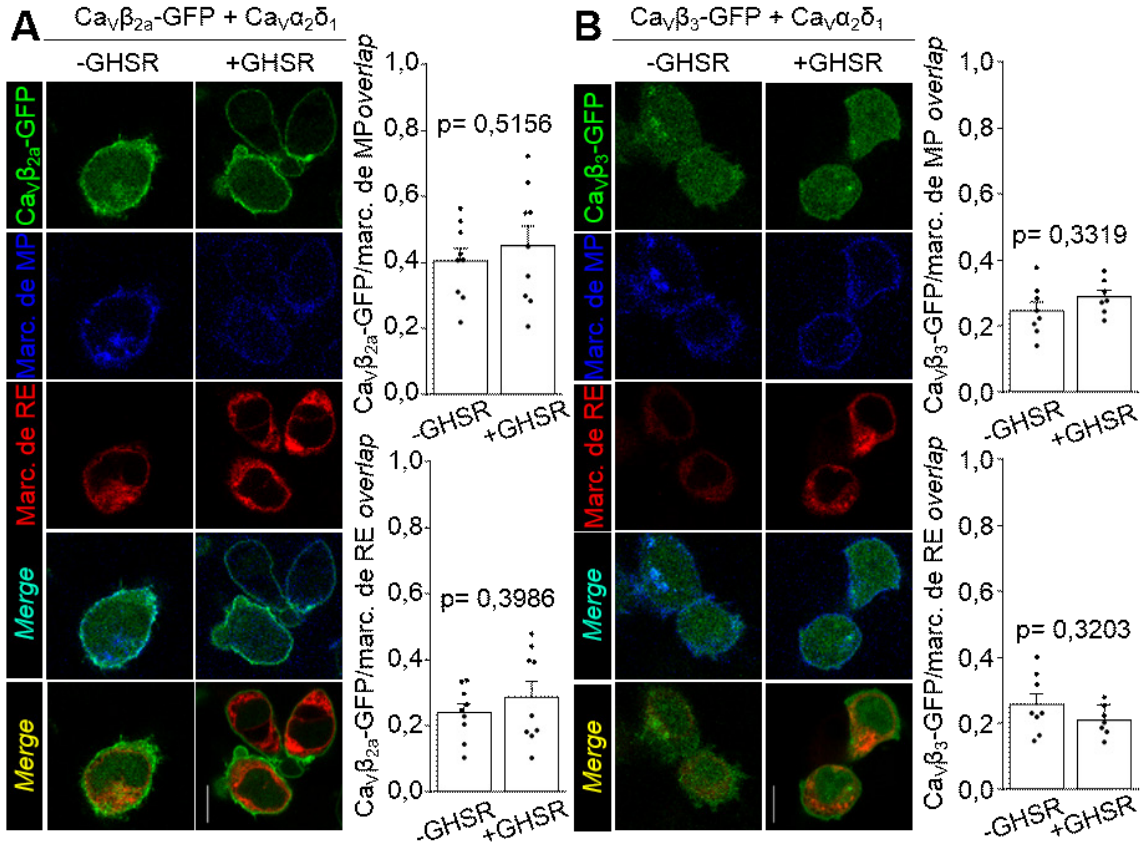 A
CaVβ2a-GFP + CaVα2δ1
-GHSR +GHSR
CaVβ2a-GFP
Marc. de MP
Marc. de RE
Merge
Merge
CaVβ2a-GFP/marc. de MP overlap
1,0
0,8
0,6
0,4
0,2
0,0
p= 0,5156
-GHSR +GHSR
CaVβ2a-GFP/marc. de RE overlap
1,0
0,8
0,6
0,4
0,2
0,0
p= 0,3986
-GHSR +GHSR
B
CaVβ3-GFP + CaVα2δ1
-GHSR +GHSR
CaVβ3-GFP
Marc. de MP
Marc. de RE
Merge
Merge
CaVβ3-GFP/marc. de MP overlap
1,0
0,8
0,6
0,4
0,2
0,0
p= 0,3319
-GHSR +GHSR
CaVβ3-GFP/marc. de RE overlap
1,0
0,8
0,6
0,4
0,2
0,0
p= 0,3203
-GHSR +GHSR